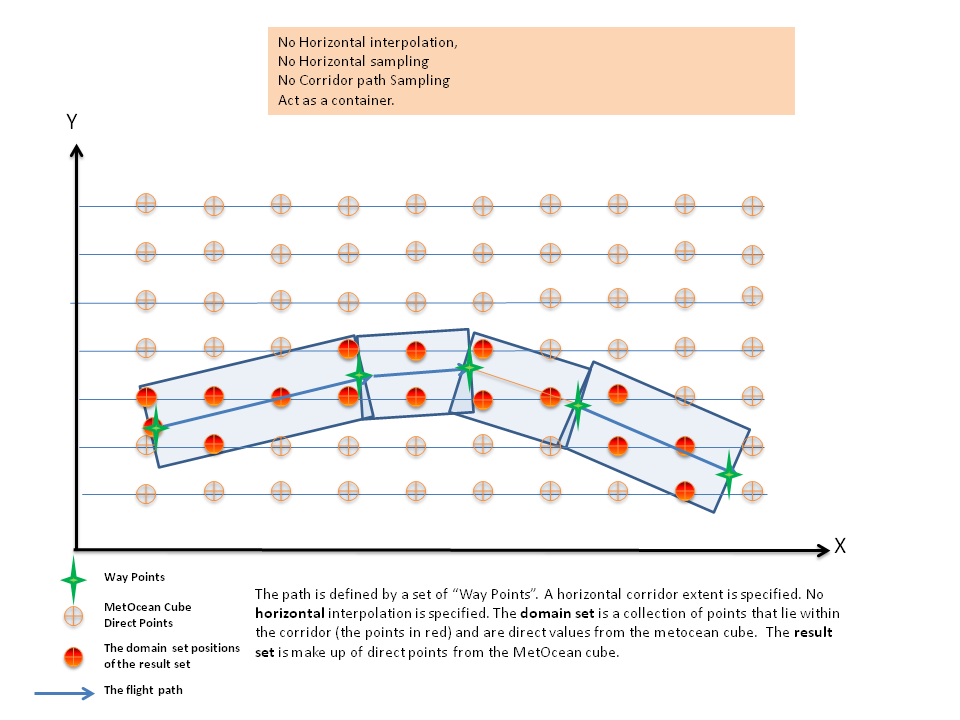 No Horizontal interpolation,
No Horizontal sampling
No Corridor path Sampling
Act as a container.
Y
X
Way Points
MetOcean Cube
Direct Points
The domain set positions
of the result set
The flight path
The path is defined by a set of “Way Points”. A horizontal corridor extent is specified. No
horizontal interpolation is specified. The domain set is a collection of points that lie within
the corridor (the points in red) and are direct values from the metocean cube. The result
set is make up of direct points from the MetOcean cube.